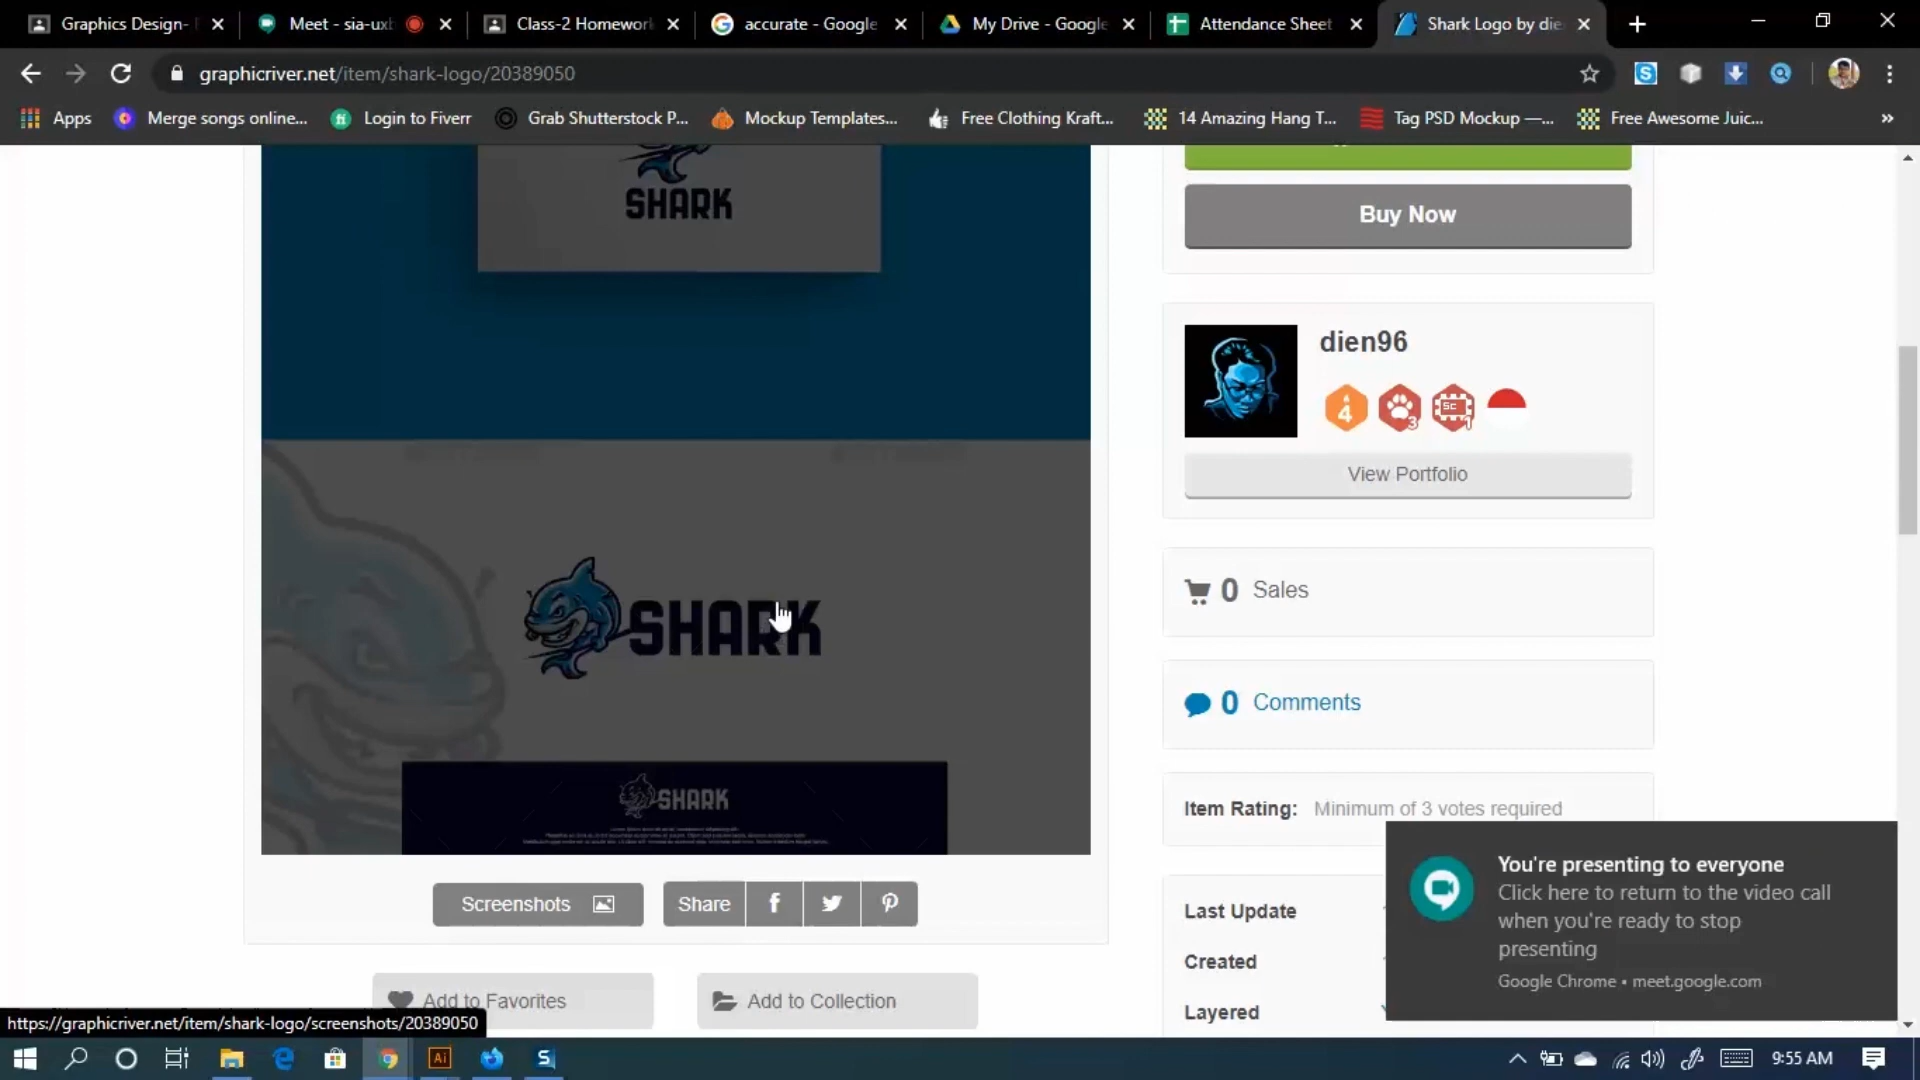 Graphics Design-
Meet - sia-uxb
Class-2 Homework
accurate - Google
My Drive - Google
Attendance Sheet
Shark Logo by die
graphicriver.net/item/shark-logo/20389050
Apps
Merge songs online...
Login to Fiverr
Grab Shutterstock P...
Mockup Templates...
Free Clothing Kraft...
14 Amazing Hang T...
Tag PSD Mockup —...
Free Awesome Juic...
»
SHARK
Buy Now
dien96
4
3
SC
1
View Portfolio
SHARK
0 Sales
0 Comments
SHARK
Item Rating: Minimum of 3 votes required
Screenshots
Share
Last Update
Created
Layered
You're presenting to everyone
Click here to return to the video call
when you're ready to stop
presenting
Google Chrome • meet.google.com
Add to Favorites
Add to Collection
https://graphicriver.net/item/shark-logo/screenshots/20389050
Ai
S
9:55 AM